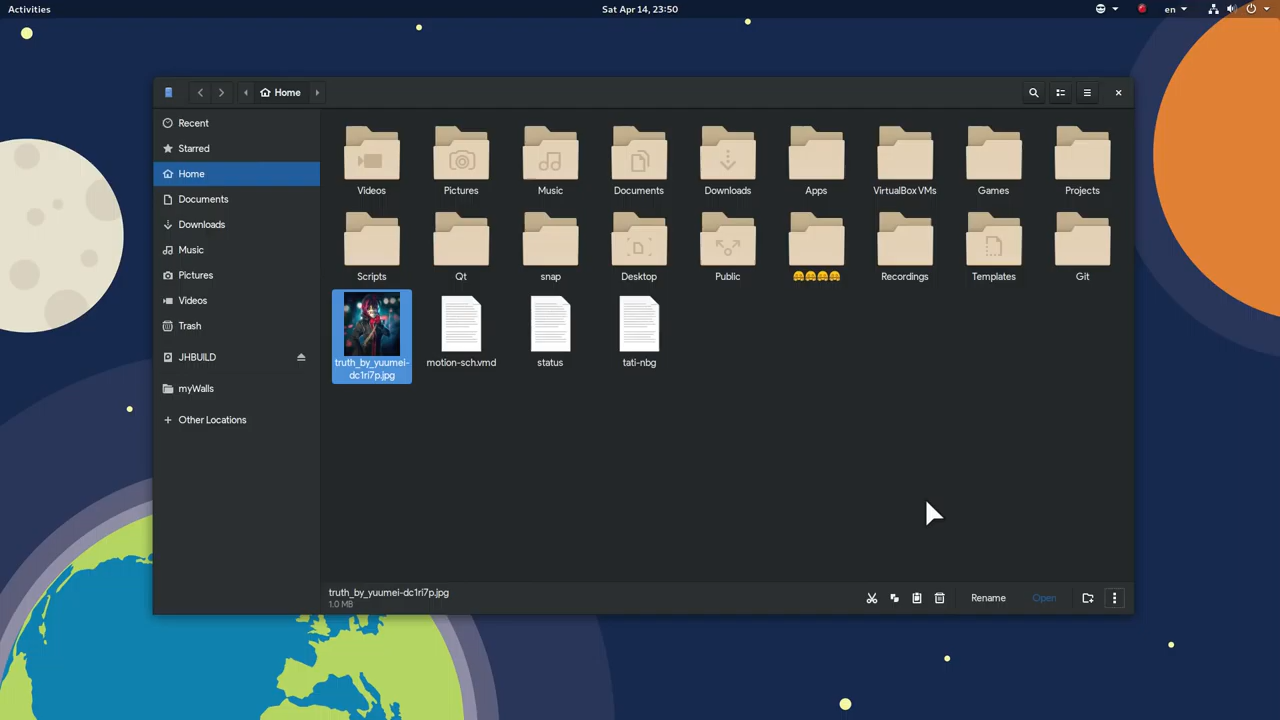 Activities
Sat Apr 14, 23:50
en
Home
Recent
Starred
Home
Documents
Downloads
Music
Pictures
Videos
Trash
JHBUILD
myWalls
Other Locations
Videos
Pictures
Music
Documents
Downloads
Apps
VirtualBox VMs
Games
Projects
Scripts
Qt
snap
Desktop
Public
🤗🤗🤗🤗
Recordings
Templates
Git
truth_by_yuumei-
dc1ri7p.jpg
motion-sch.vmd
status
tati-nbg
truth_by_yuumei-dc1ri7p.jpg
1.0 MB
Rename
Open